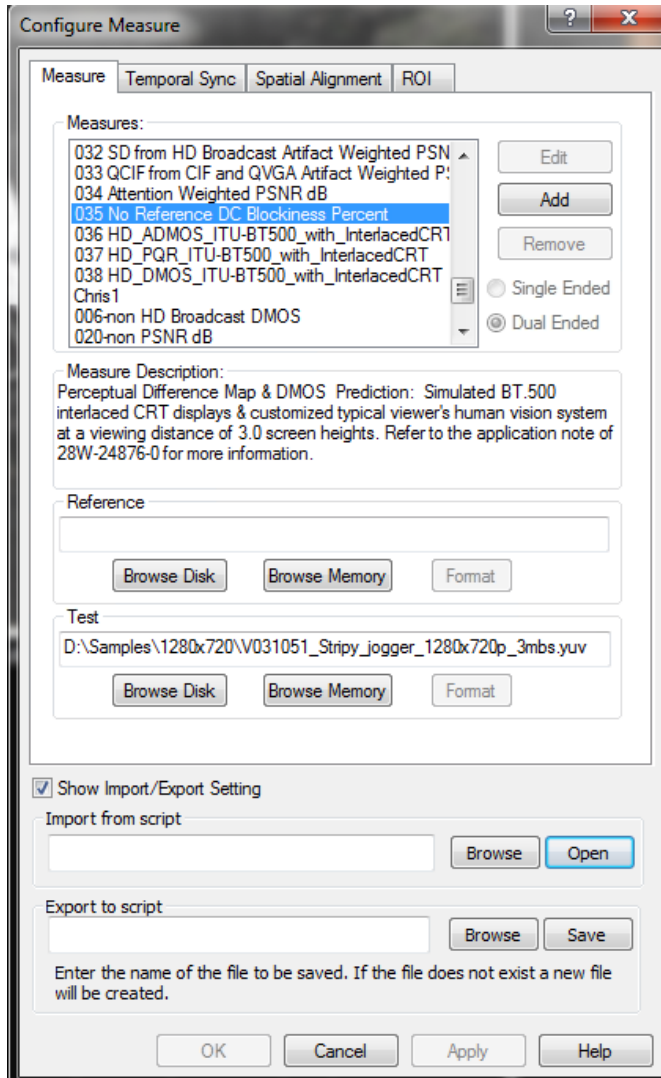 Configure Measure
?
X
Measure
Temporal Sync
Spatial Alignment
ROI
Measures:
032 SD from HD Broadcast Artifact Weighted PSN
033 QCIF from CIF and QVGA Artifact Weighted P
034 Attention Weighted PSNR dB
035 No Reference DC Blockiness Percent
036 HD_ADMOS_ITU-BT500_with_InterlacedCRT
037 HD_PQR_ITU-BT500_with_InterlacedCRT
038 HD_DMOS_ITU-BT500_with_InterlacedCRT
Chris1
006-non HD Broadcast DMOS
020-non PSNR dB
Edit
Add
Remove
Single Ended
Dual Ended
Measure Description:
Perceptual Difference Map & DMOS Prediction: Simulated BT.500
interlaced CRT displays & customized typical viewer's human vision system
at a viewing distance of 3.0 screen heights. Refer to the application note of
28W-24876-0 for more information.
Reference
Browse Disk
Browse Memory
Format
Test
D:\Samples\1280x720\V031051_Stripy_jogger_1280x720p_3mbs.yuv
Browse Disk
Browse Memory
Format
Show Import/Export Setting
Import from script
Browse
Open
Export to script
Browse
Save
Enter the name of the file to be saved. If the file does not exist a new file
will be created.
OK
Cancel
Apply
Help